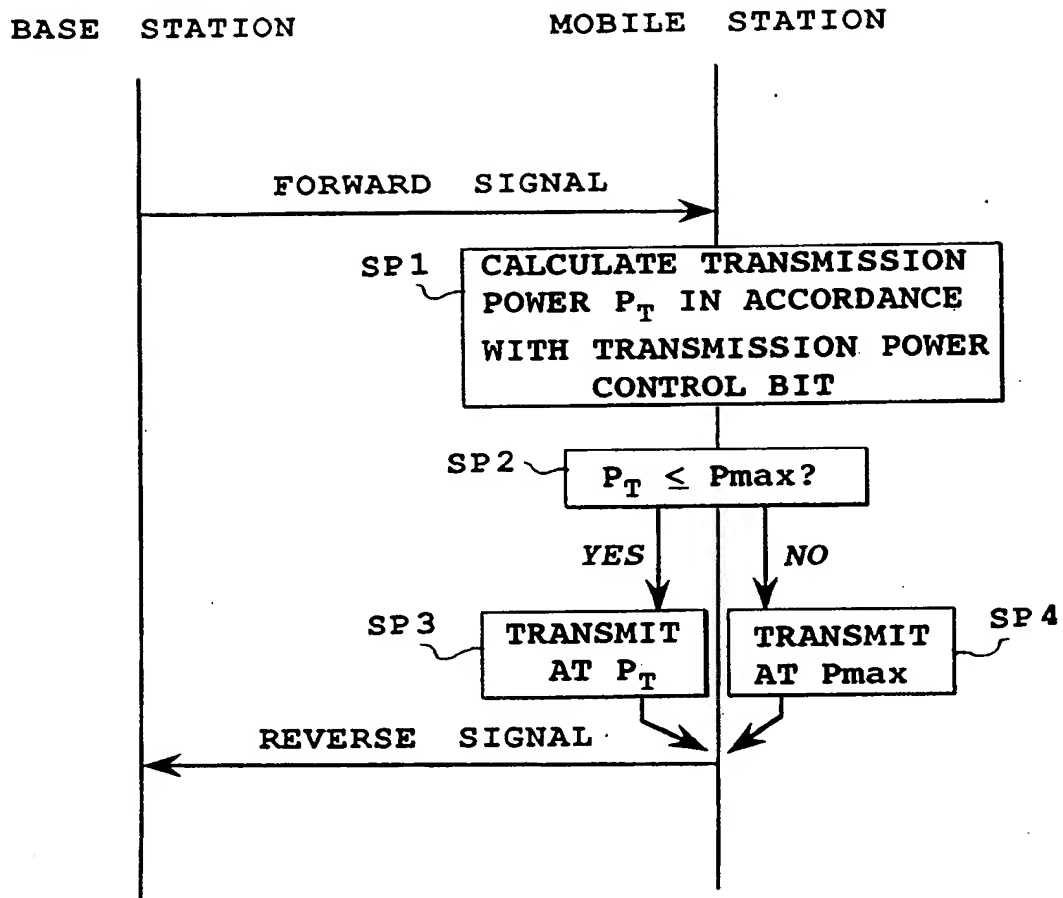 BASE STATION
MOBILE STATION
FORWARD SIGNAL
SP1
CALCULATE TRANSMISSION
POWER P_T IN ACCORDANCE
WITH TRANSMISSION POWER
CONTROL BIT
SP2
P_T ≤ Pmax?
YES
NO
SP3
TRANSMIT
AT P_T
TRANSMIT
AT Pmax
SP4
REVERSE SIGNAL